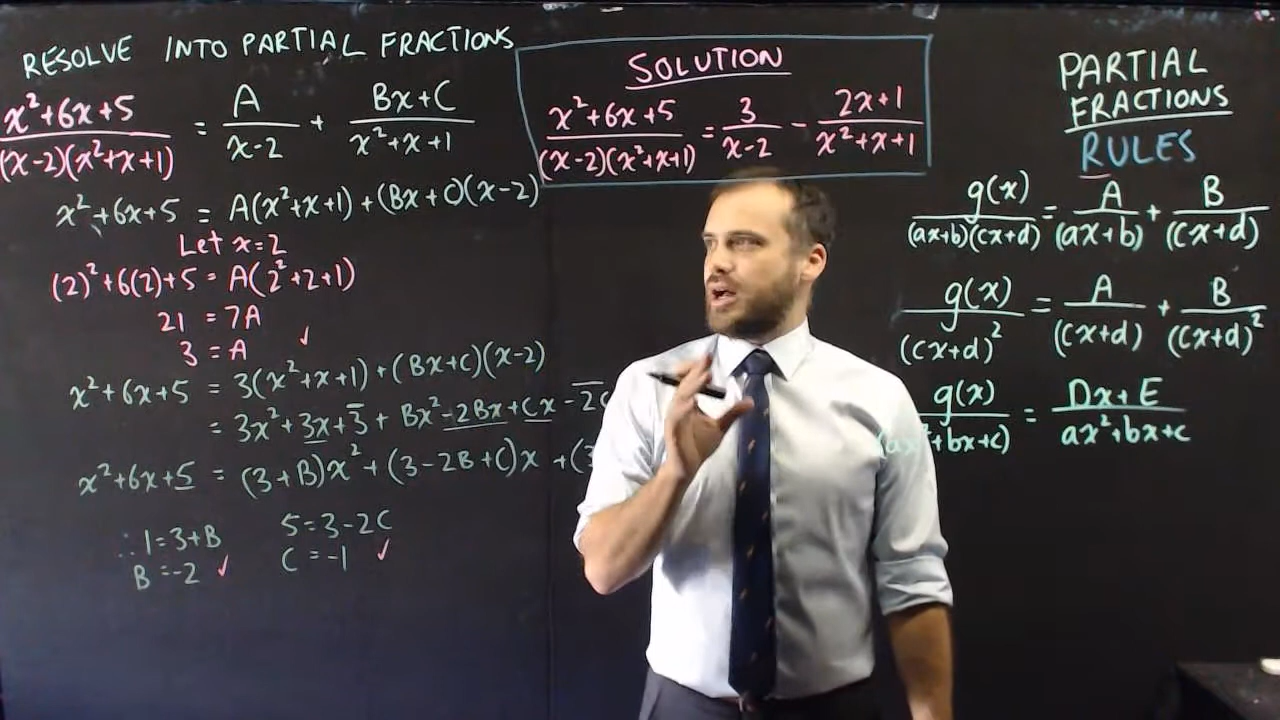 RESOLVE INTO PARTIAL FRACTIONS
x²+6x+5 / (x-2)(x²+x+1) = A / x-2 + Bx+C / x²+x+1
x²+6x+5 = A(x²+x+1)+(Bx+C)(x-2)
Let x=2
(2)²+6(2)+5 = A(2²+2+1)
21 = 7A
3 = A ✓
x²+6x+5 = 3(x²+x+1)+(Bx+C)(x-2)
= 3x²+3x+3+Bx²-2Bx+Cx-2C
x²+6x+5 = (3+B)x²+(3-2B+C)x+(3
∴ 1=3+B
B=-2 ✓
5=3-2C
C=-1 ✓
SOLUTION
x²+6x+5 / (x-2)(x²+x+1) = 3 / x-2 - 2x+1 / x²+x+1
PARTIAL
FRACTIONS
RULES
g(x) / (ax+b)(cx+d) = A / (ax+b) + B / (cx+d)
g(x) / (cx+d)² = A / (cx+d) + B / (cx+d)²
g(x) / (ax²+bx+c) = Dx+E / ax²+bx+c